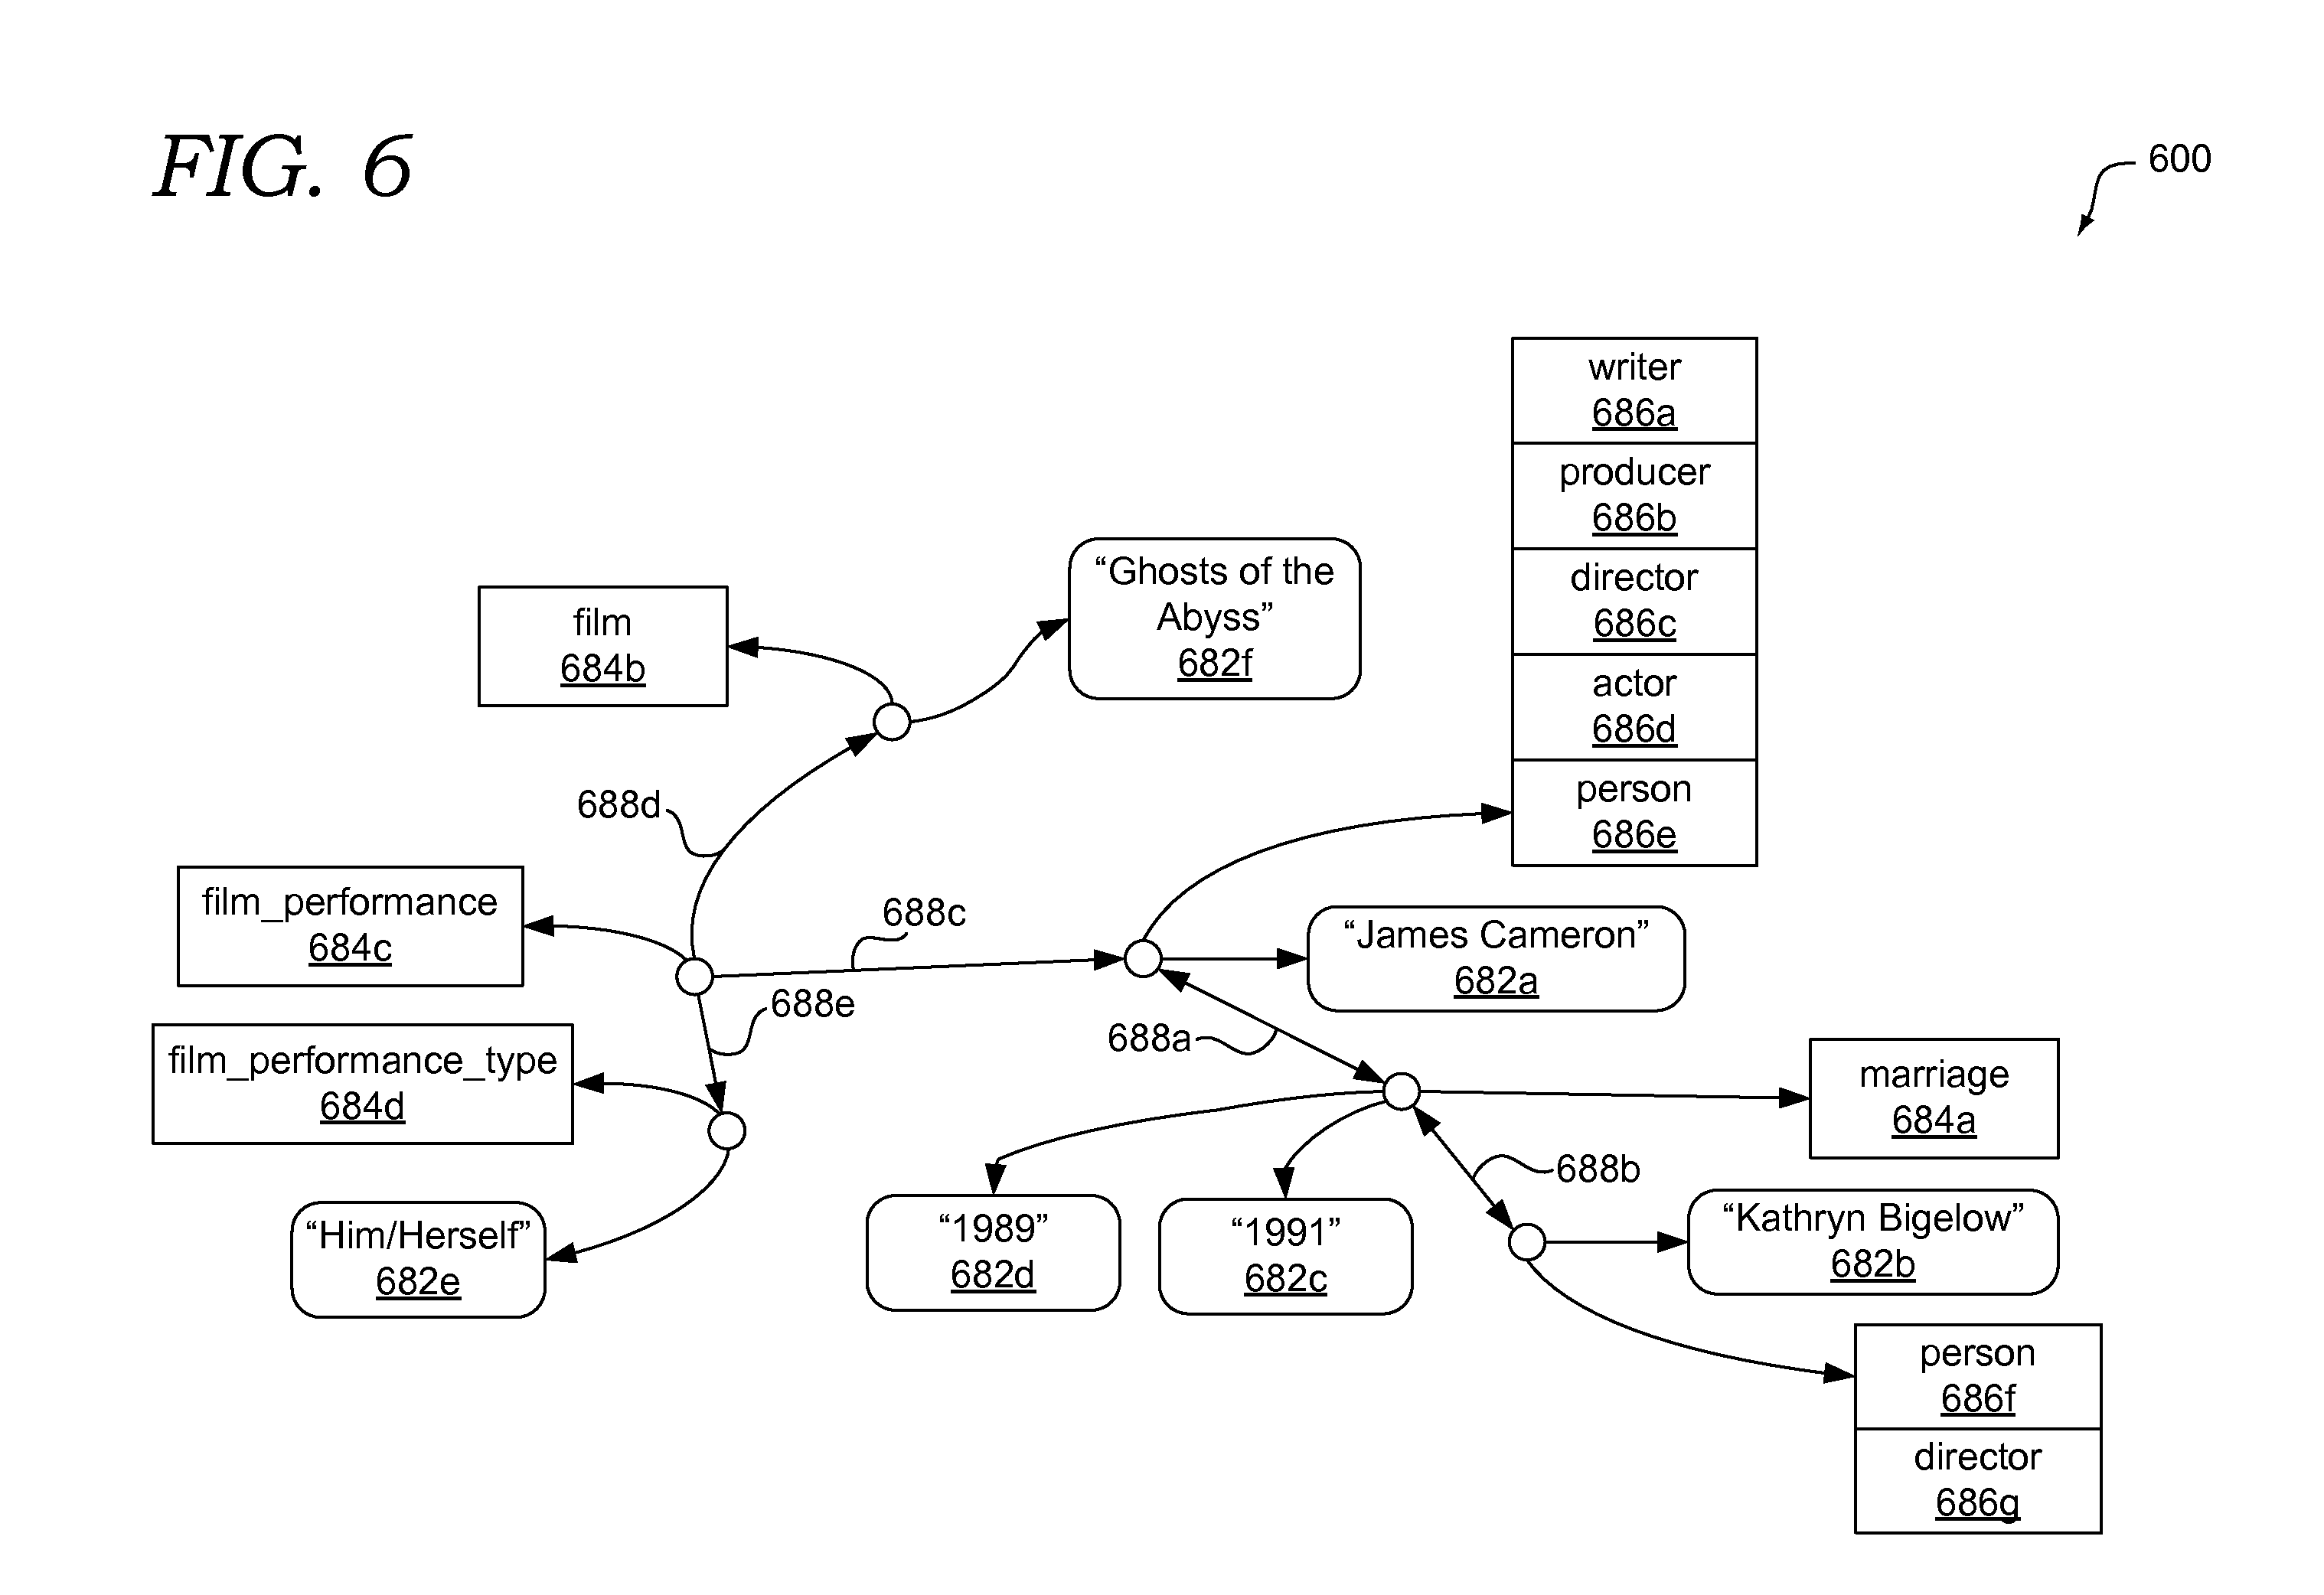 FIG. 6
600
writer
686a
producer
686b
director
686c
actor
686d
person
686e
“Ghosts of the
Abyss”
682f
film
684b
688d
film_performance
684c
688c
“James Cameron”
682a
688e
688a
film_performance_type
684d
marriage
684a
688b
“Kathryn Bigelow”
682b
“Him/Herself”
682e
“1989”
682d
“1991”
682c
person
686f
director
686g